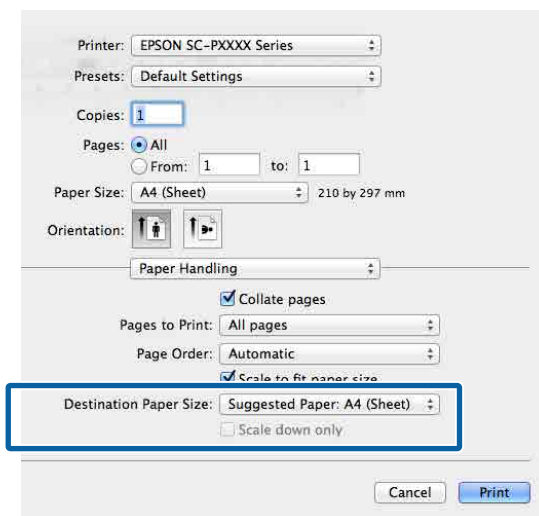 Printer: EPSON SC-PXXXX Series
Presets: Default Settings
Copies: 1
Pages: All
From: 1 to: 1
Paper Size: A4 (Sheet) 210 by 297 mm
Orientation:
Paper Handling
Collate pages
Pages to Print: All pages
Page Order: Automatic
Scale to fit paper size
Destination Paper Size: Suggested Paper: A4 (Sheet)
Scale down only
Cancel Print